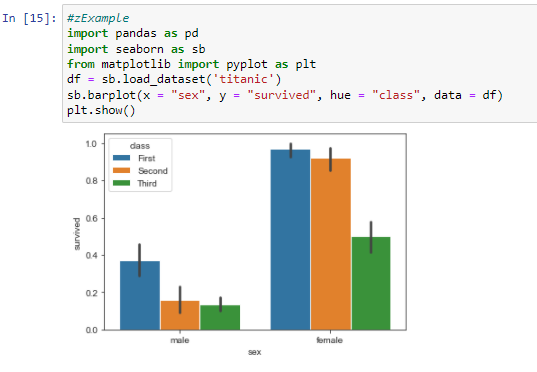 In [15]: #zExample
import pandas as pd
import seaborn as sb
from matplotlib import pyplot as plt
df = sb.load_dataset('titanic')
sb.barplot(x = "sex", y = "survived", hue = "class", data = df)
plt.show()
1.0
0.8
0.6
0.4
0.2
0.0
survived
class
First
Second
Third
male female
sex